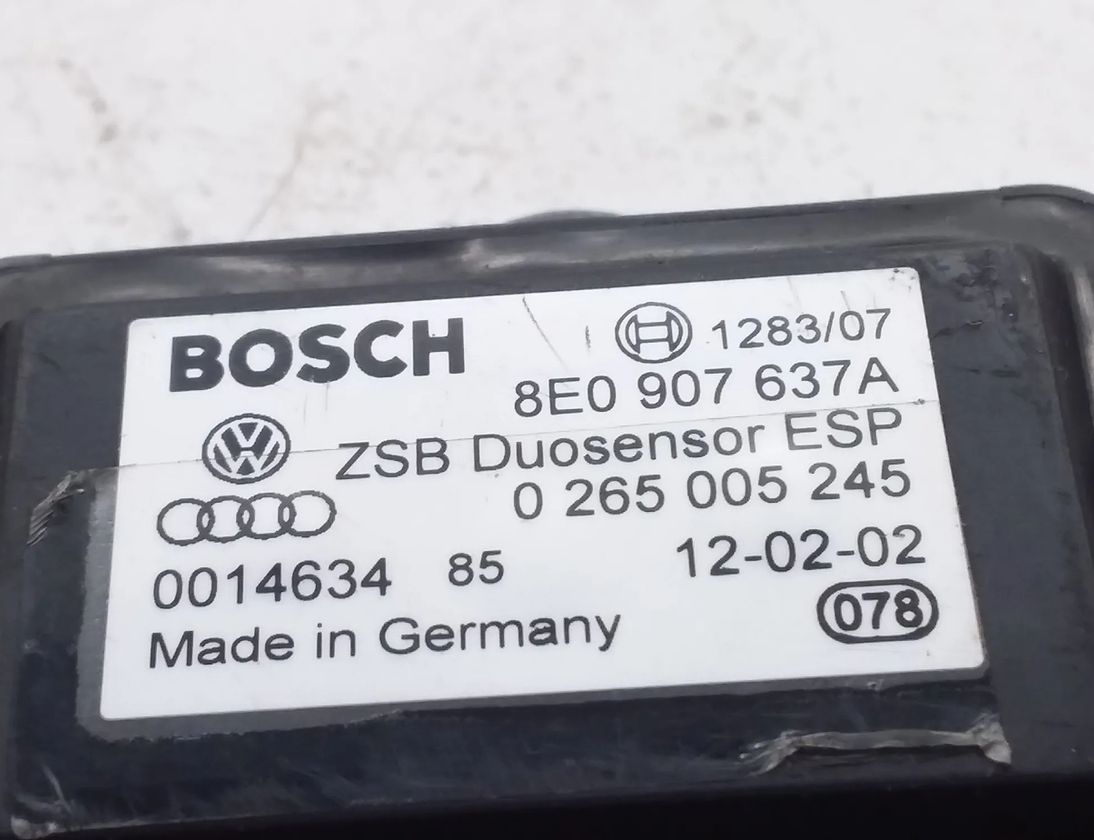 BOSCH 1283/07
8E0 907 637A
ZSB Duosensor ESP
0 265 005 245
0014634 85 12-02-02
078
Made in Germany